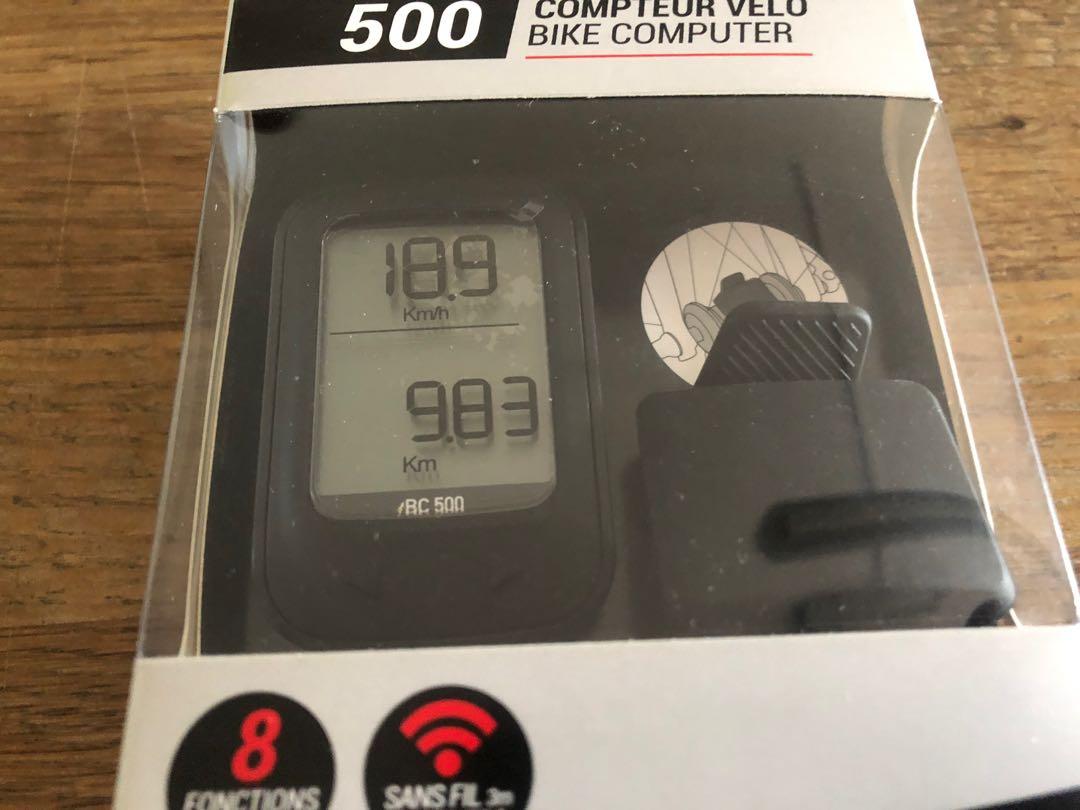 500
COMPTEUR VELO
BIKE COMPUTER
18.9
Km/h
9.83
Km
BC 500
8
FONCTIONS
SANS FIL 3m